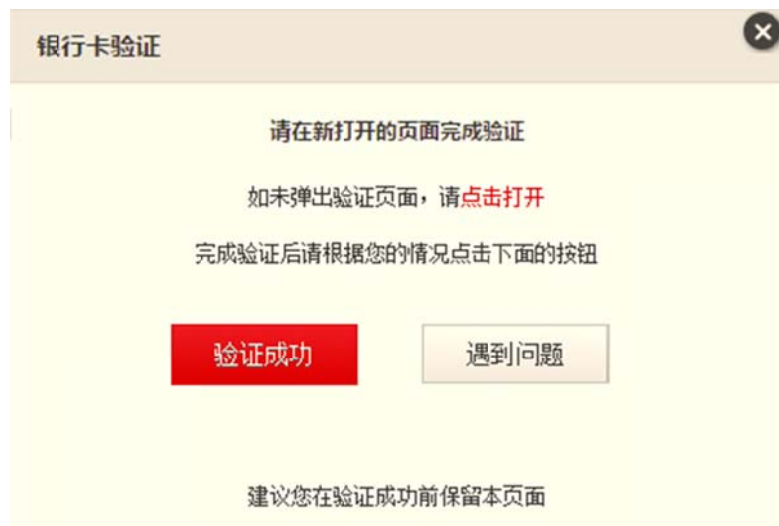 银行卡验证
请在新打开的页面完成验证
如未弹出验证页面，请点击打开
完成验证后请根据您的情况点击下面的按钮
验证成功
遇到问题
建议您在验证成功前保留本页面